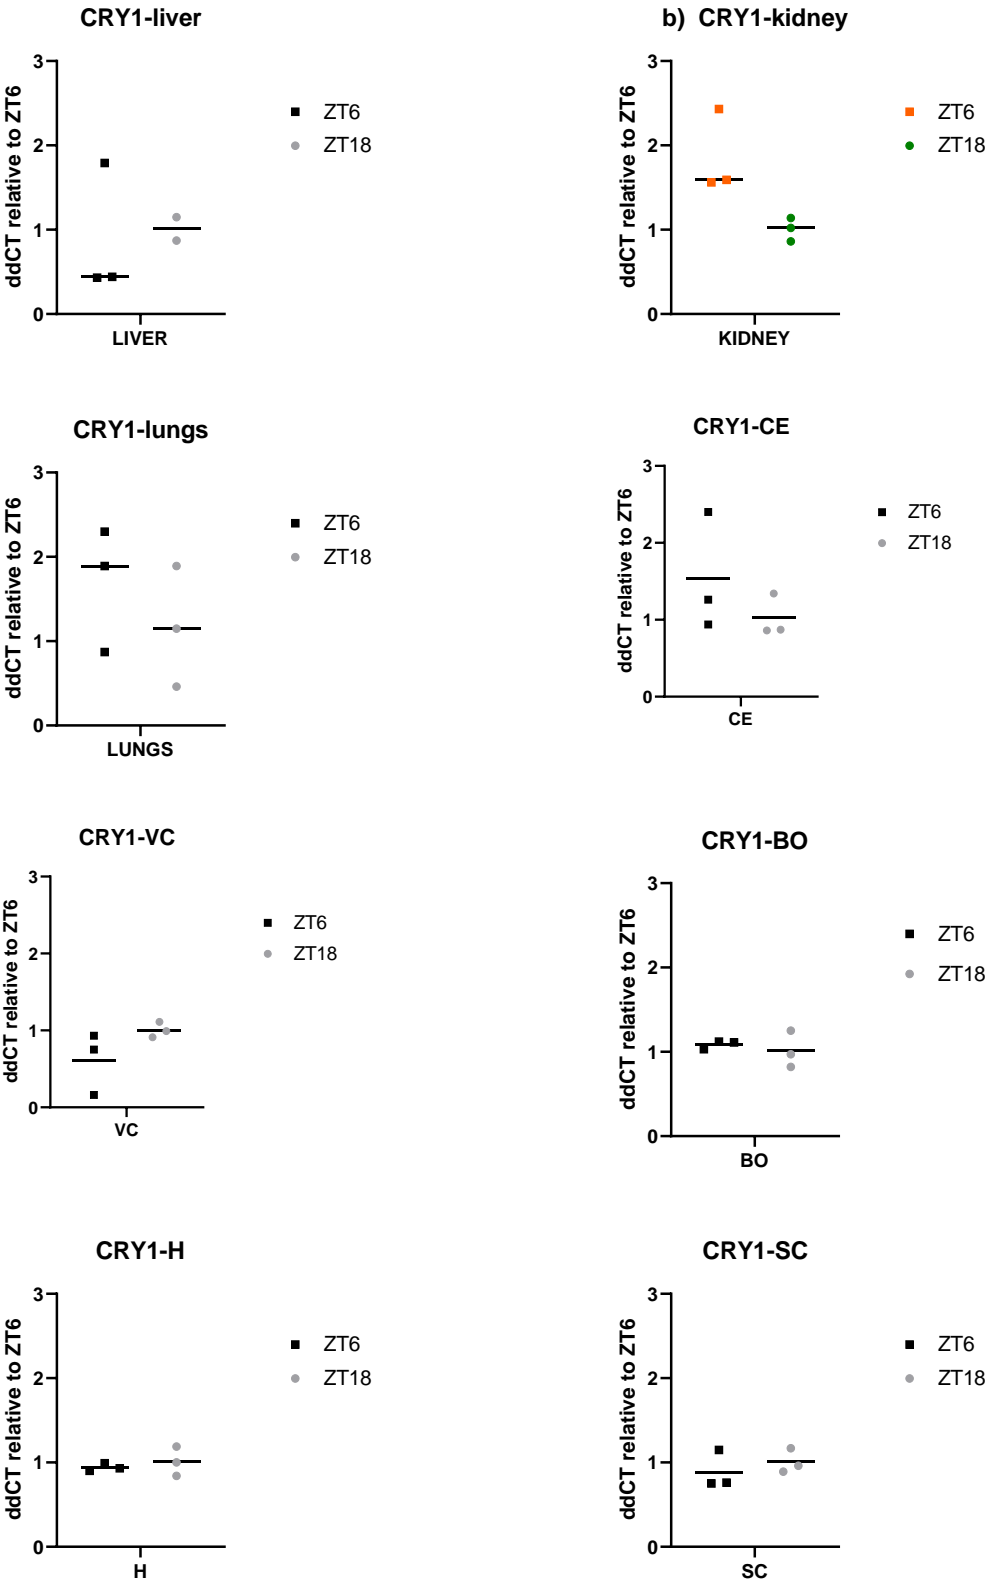 CRY1-liver
3
2
1
0
ddCT relative to ZT6
LIVER
ZT6
ZT18
b) CRY1-kidney
3
2
1
0
ddCT relative to ZT6
KIDNEY
ZT6
ZT18
CRY1-lungs
3
2
1
0
ddCT relative to ZT6
LUNGS
ZT6
ZT18
CRY1-CE
3
2
1
0
ddCT relative to ZT6
CE
ZT6
ZT18
CRY1-VC
3
2
1
0
ddCT relative to ZT6
VC
ZT6
ZT18
CRY1-BO
3
2
1
0
ddCT relative to ZT6
BO
ZT6
ZT18
CRY1-H
3
2
1
0
ddCT relative to ZT6
H
ZT6
ZT18
CRY1-SC
3
2
1
0
ddCT relative to ZT6
SC
ZT6
ZT18